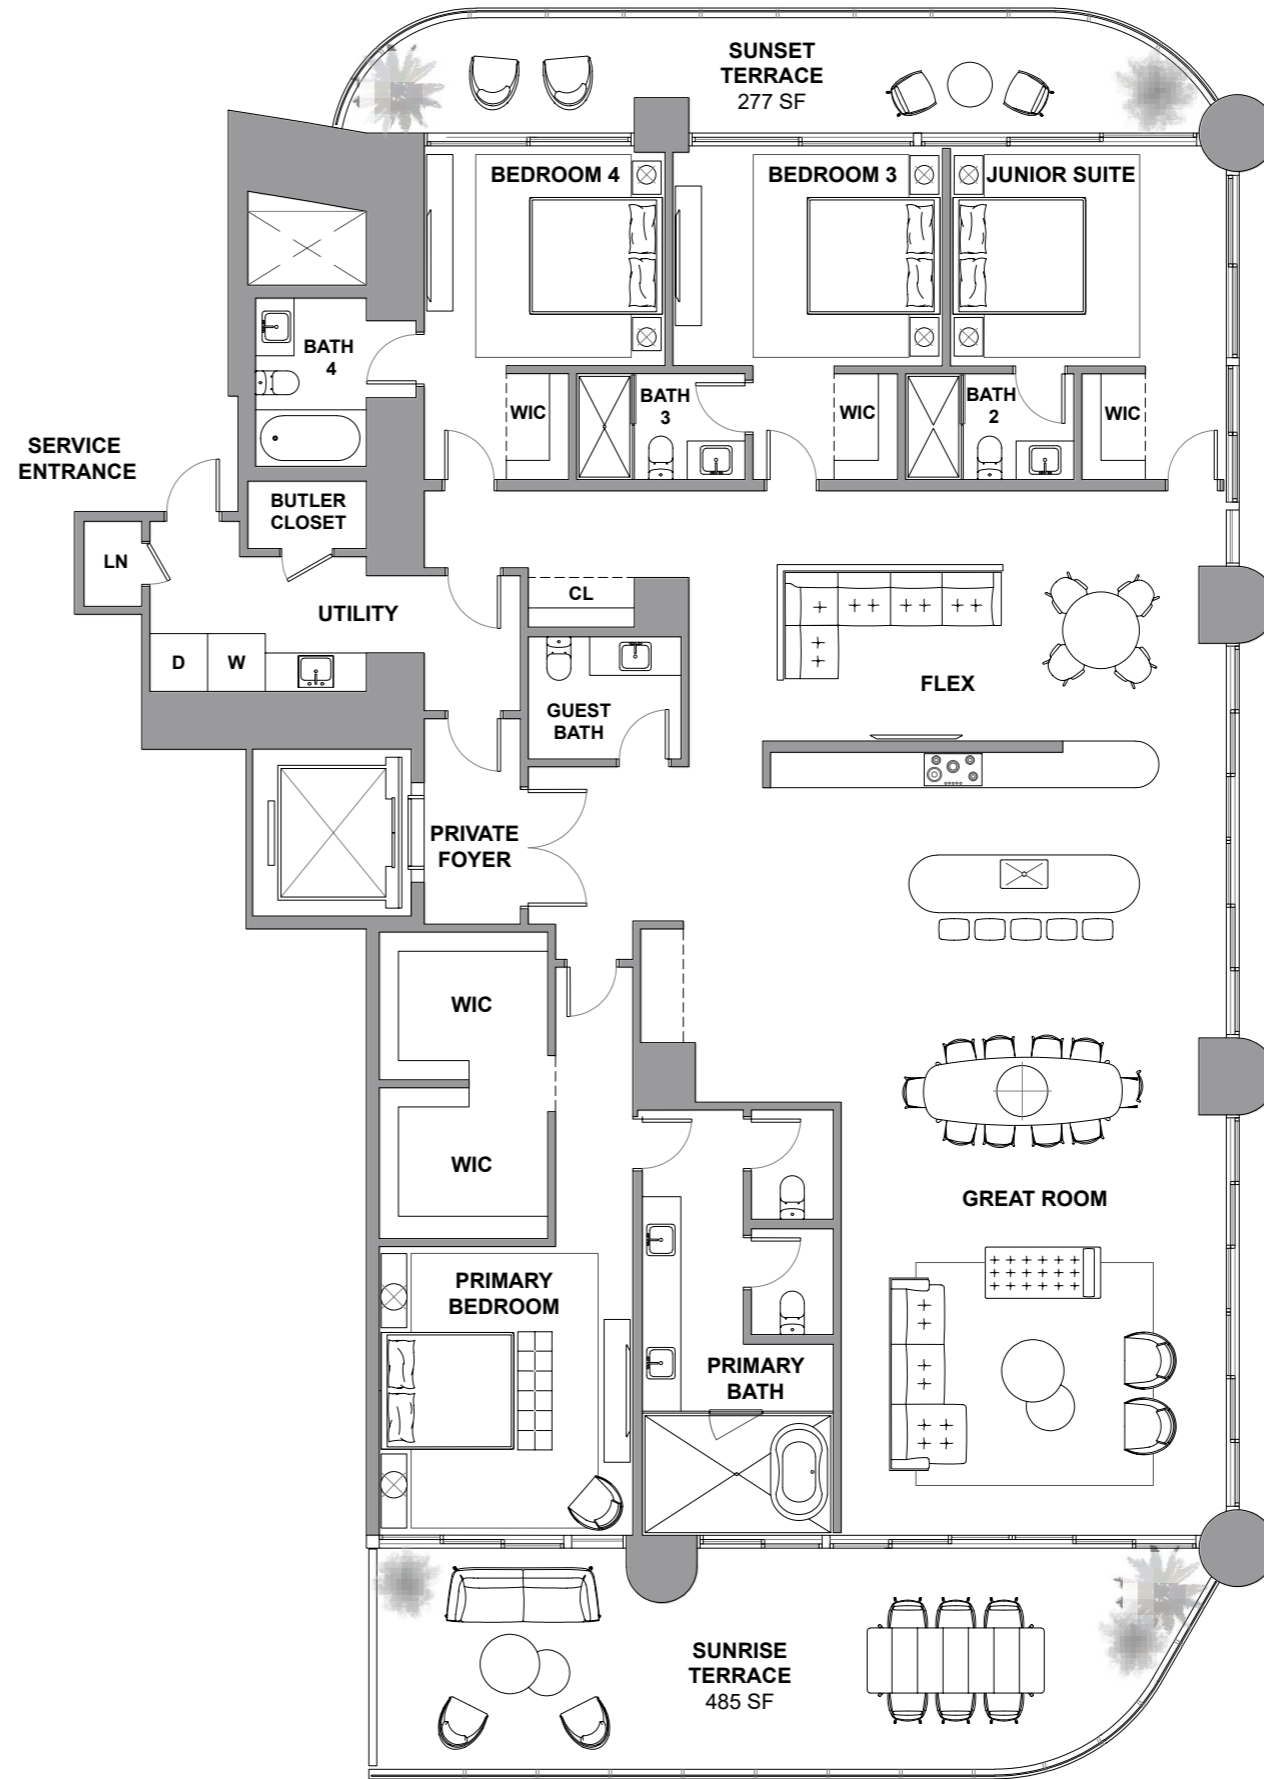 SUNSET
TERRACE
277 SF
BEDROOM 4
BEDROOM 3
JUNIOR SUITE
BATH
4
WIC
BATH
3
WIC
BATH
2
WIC
SERVICE
ENTRANCE
BUTLER
CLOSET
LN
CL
UTILITY
D
W
FLEX
GUEST
BATH
PRIVATE
FOYER
WIC
WIC
GREAT ROOM
PRIMARY
BEDROOM
PRIMARY
BATH
SUNRISE
TERRACE
485 SF